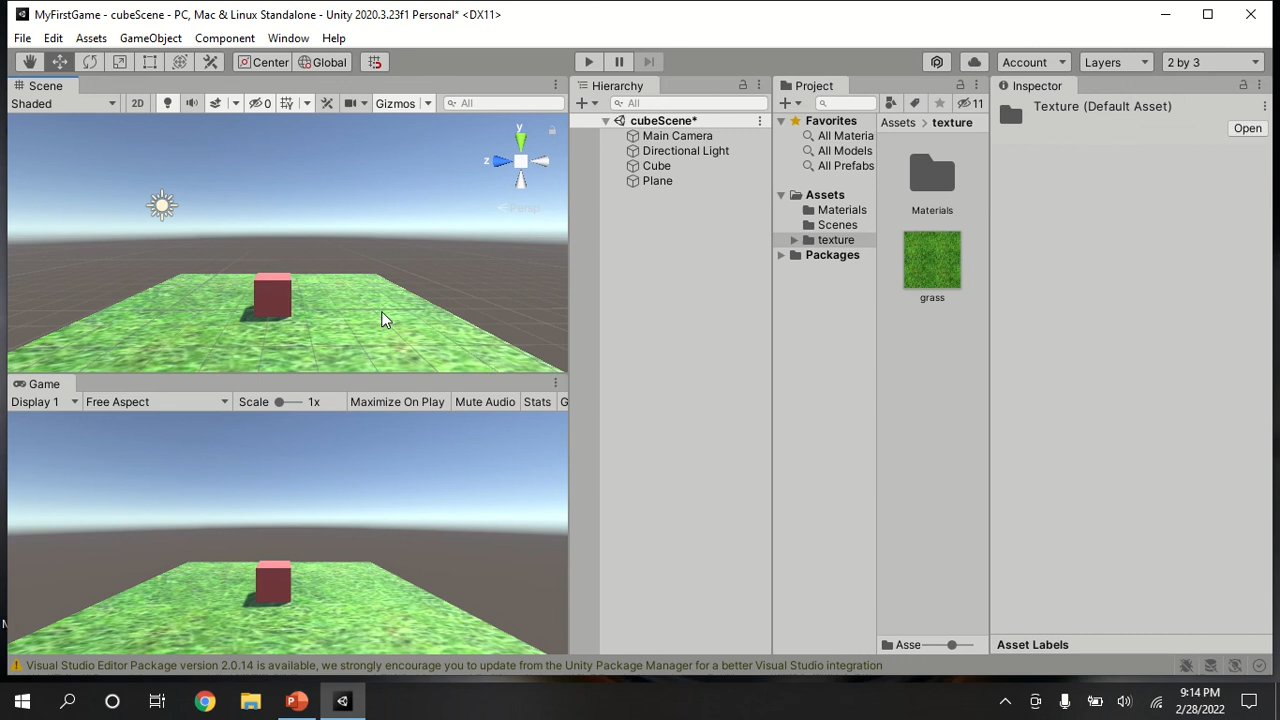 MyFirstGame - cubeScene - PC, Mac & Linux Standalone - Unity 2020.3.23f1 Personal* <DX11>
File Edit Assets GameObject Component Window Help
Center Global Account Layers 2 by 3
Scene
Shaded 2D 0 Gizmos All
y
z
Persp
Game
Display 1 Free Aspect Scale 1x Maximize On Play Mute Audio Stats G
Hierarchy
All
cubeScene*
Main Camera
Directional Light
Cube
Plane
Project
11
Favorites
All Materia
All Models
All Prefabs
Assets
Materials
Scenes
texture
Packages
Assets > texture
Materials
grass
Asse
Inspector
Texture (Default Asset)
Open
Asset Labels
Visual Studio Editor Package version 2.0.14 is available, we strongly encourage you to update from the Unity Package Manager for a better Visual Studio integration
9:14 PM
2/28/2022